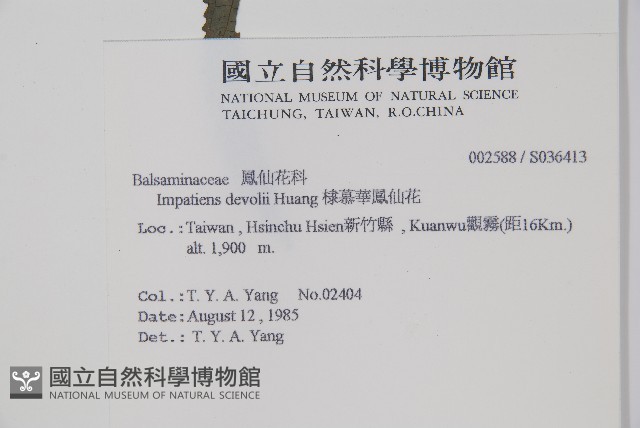 國立自然科學博物館
NATIONAL MUSEUM OF NATURAL SCIENCE
TAICHUNG, TAIWAN, R.O.CHINA
002588 / S036413
Balsaminaceae 鳳仙花科
Impatiens devolii Huang 棣慕華鳳仙花
Loc.:Taiwan , Hsinchu Hsien新竹縣 , Kuanwu觀霧(距16Km.)
alt. 1,900 m.
Col.:T. Y. A. Yang No.02404
Date:August 12 , 1985
Det.: T. Y. A. Yang
國立自然科學博物館
NATIONAL MUSEUM OF NATURAL SCIENCE